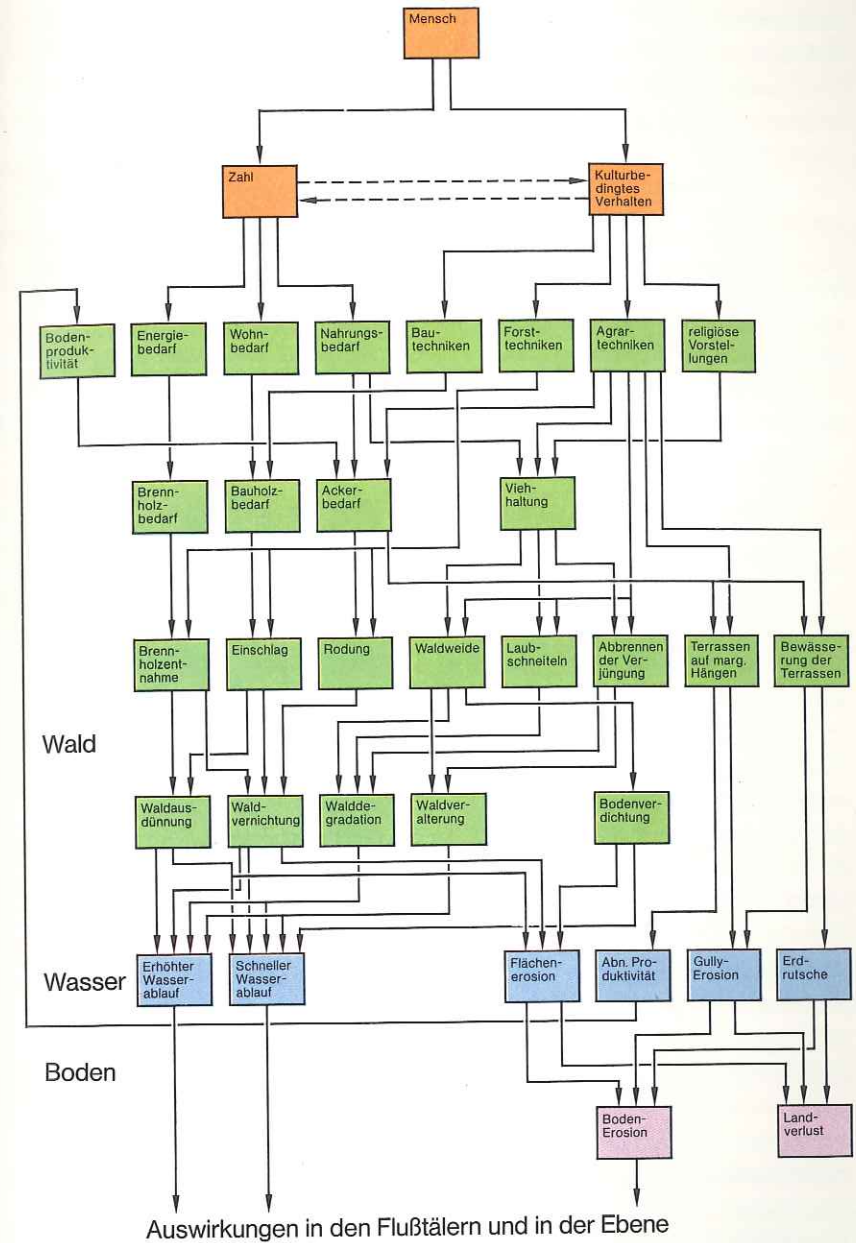 Mensch
Zahl
Kulturbe-
dingtes
Verhalten
Boden-
produk-
tivität
Energie-
bedarf
Wohn-
bedarf
Nahrungs-
bedarf
Bau-
techniken
Forst-
techniken
Agrar-
techniken
religiöse
Vorstel-
lungen
Brenn-
holz-
bedarf
Bauholz-
bedarf
Acker-
bedarf
Vieh-
haltung
Brenn-
holzent-
nahme
Einschlag
Rodung
Waldweide
Laub-
schneiteln
Abbrennen
der Ver-
jüngung
Terrassen
auf marg.
Hängen
Bewässe-
rung der
Terrassen
Wald
Waldaus-
dünnung
Wald-
vernichtung
Waldde-
gradation
Waldver-
alterung
Bodenver-
dichtung
Wasser
Erhöhter
Wasser-
ablauf
Schneller
Wasser-
ablauf
Flächen-
erosion
Abn. Pro-
duktivität
Gully-
Erosion
Erd-
rutsche
Boden
Boden-
Erosion
Land-
verlust
Auswirkungen in den Flußtälern und in der Ebene